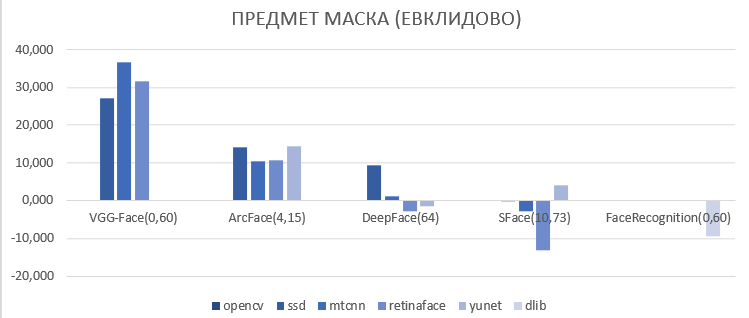 ПРЕДМЕТ МАСКА (ЕВКЛИДОВО)
40,000
30,000
20,000
10,000
0,000
-10,000
-20,000
VGG-Face(0,60) ArcFace(4,15) DeepFace(64) SFace(10,73) FaceRecognition(0,60)
opencv ssd mtcnn retinaface yunet dlib